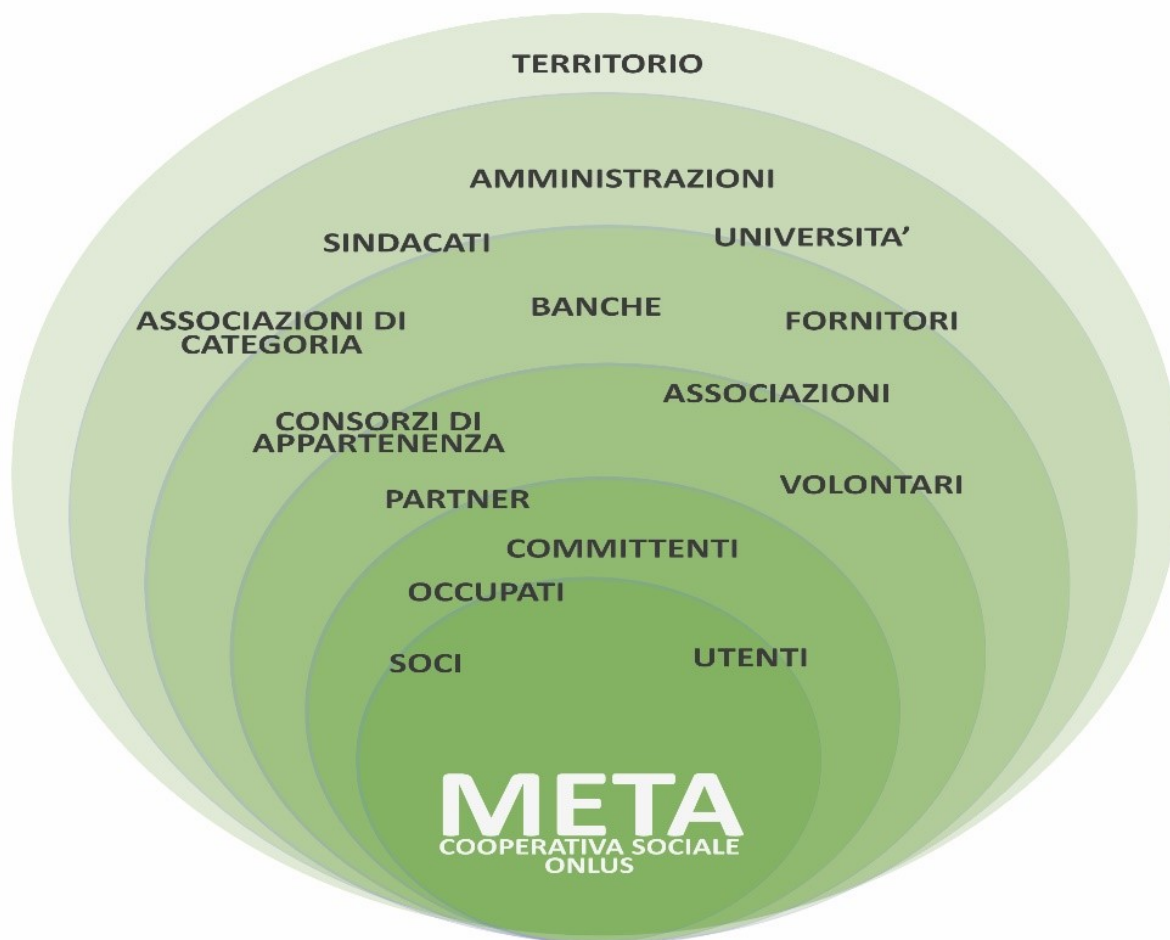 TERRITORIO
AMMINISTRAZIONI
SINDACATI
UNIVERSITA’
BANCHE
ASSOCIAZIONI DI
CATEGORIA
FORNITORI
ASSOCIAZIONI
CONSORZI DI
APPARTENENZA
VOLONTARI
PARTNER
COMMITTENTI
OCCUPATI
SOCI
UTENTI
META
COOPERATIVA SOCIALE
ONLUS